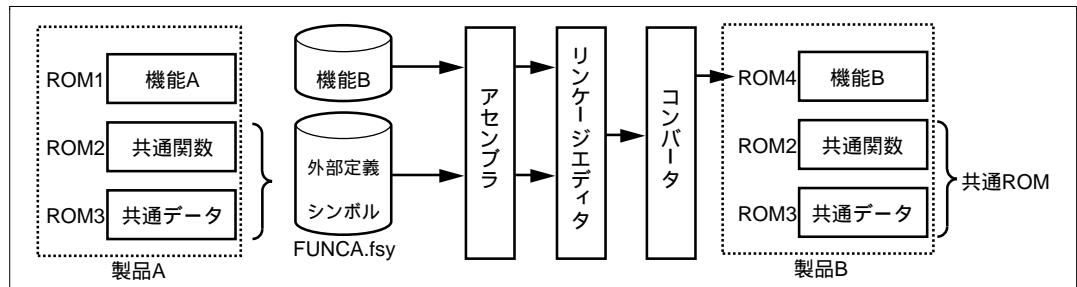 ROM1
機能A
ROM2
共通関数
ROM3
共通データ
製品A
機能B
外部定義
シンボル
FUNCA.fsy
アセンブラ
リンケージエディタ
コンバータ
ROM4
機能B
ROM2
共通関数
ROM3
共通データ
共通ROM
製品B